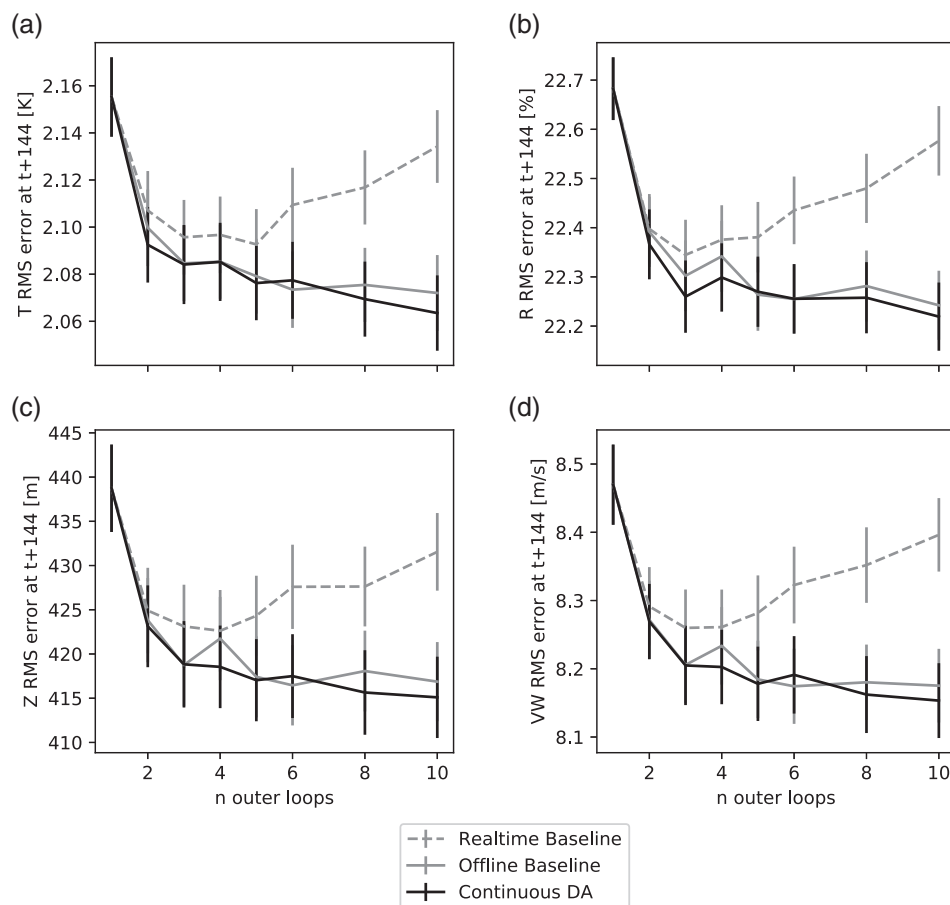 (a)
T RMS error at t+144 [K]
2.16
2.14
2.12
2.10
2.08
2.06
(b)
R RMS error at t+144 [%]
22.7
22.6
22.5
22.4
22.3
22.2
(c)
Z RMS error at t+144 [m]
445
440
435
430
425
420
415
410
2 4 6 8 10
n outer loops
(d)
VW RMS error at t+144 [m/s]
8.5
8.4
8.3
8.2
8.1
2 4 6 8 10
n outer loops
Realtime Baseline
Offline Baseline
Continuous DA